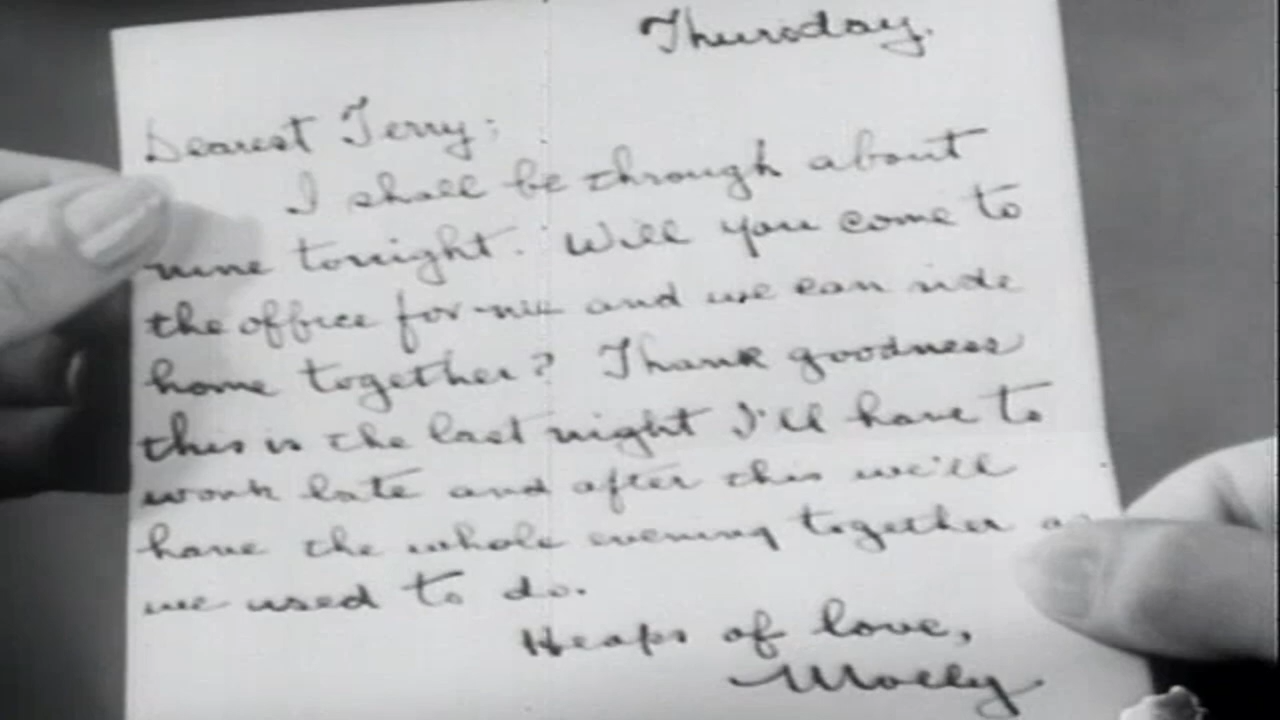 Thursday.
Dearest Terry;
I shall be through about
nine tonight. Will you come to
the office for me and we can ride
home together? Thank goodness
this is the last night I'll have to
work late and after this we'll
have the whole evening together as
we used to do.
Heaps of love,
Molly